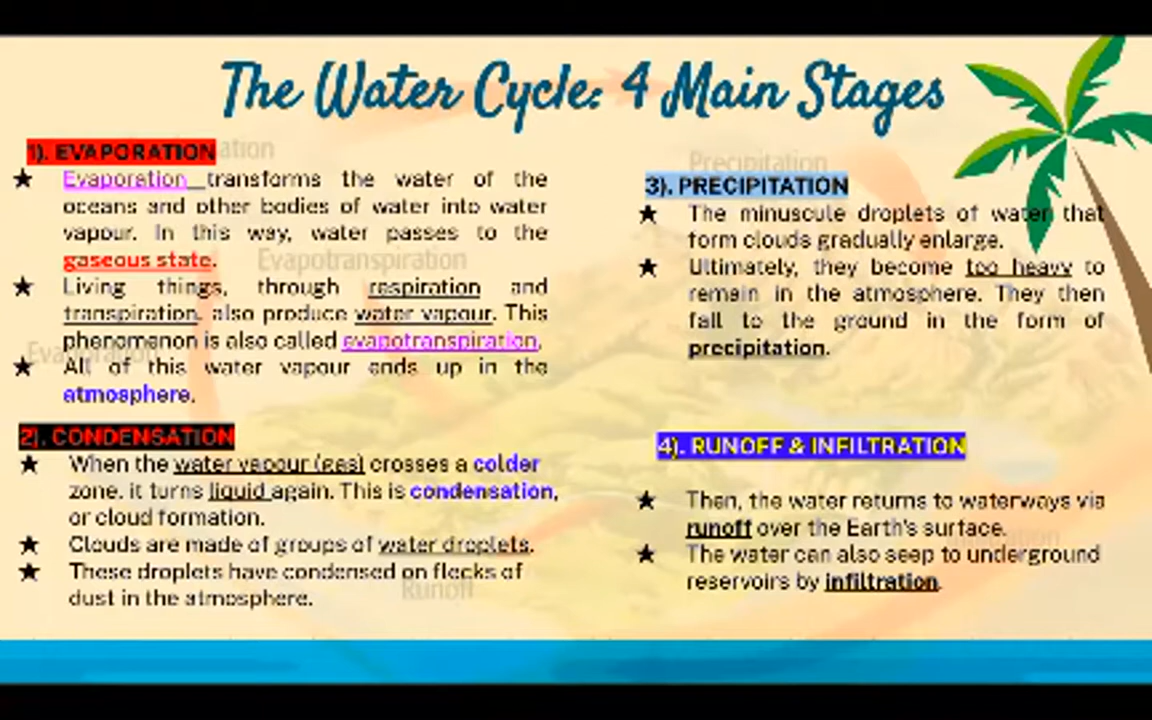 The Water Cycle: 4 Main Stages
1). EVAPORATION
★ Evaporation transforms the water of the
oceans and other bodies of water into water
vapour. In this way, water passes to the
gaseous state.
★ Living things, through respiration and
transpiration, also produce water vapour. This
phenomenon is also called evapotranspiration.
★ All of this water vapour ends up in the
atmosphere.
2). CONDENSATION
★ When the water vapour (gas) crosses a colder
zone, it turns liquid again. This is condensation,
or cloud formation.
★ Clouds are made of groups of water droplets.
★ These droplets have condensed on flecks of
dust in the atmosphere.
Precipitation
3). PRECIPITATION
★ The minuscule droplets of water that
form clouds gradually enlarge.
★ Ultimately, they become too heavy to
remain in the atmosphere. They then
fall to the ground in the form of
precipitation.
4). RUNOFF & INFILTRATION
★ Then, the water returns to waterways via
runoff over the Earth's surface.
★ The water can also seep to underground
reservoirs by infiltration.
Evapotranspiration
Evaporation
Runoff